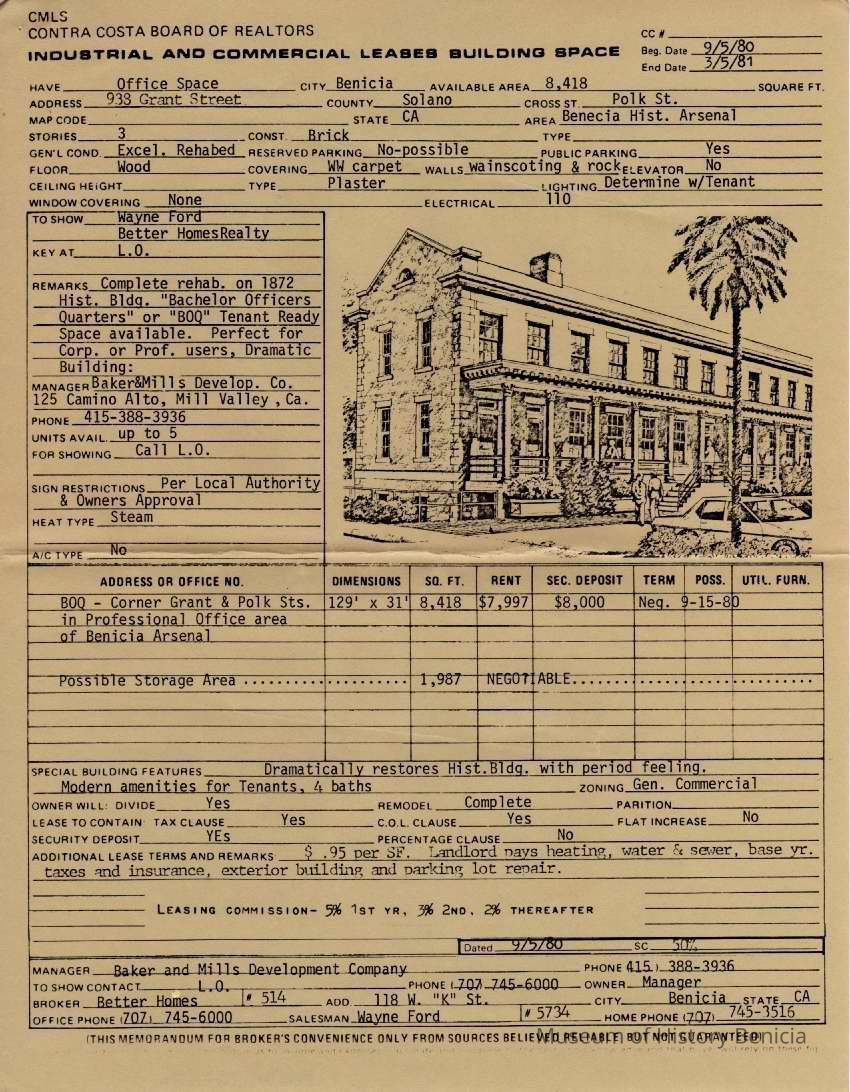 CMLS
CONTRA COSTA BOARD OF REALTORS
INDUSTRIAL AND COMMERCIAL LEASES BUILDING SPACE
CC #
Beg. Date 9/5/80
End Date 3/5/81
HAVE Office Space CITY Benicia AVAILABLE AREA 8,418 SQUARE FT.
ADDRESS 938 Grant Street COUNTY Solano CROSS ST. Polk St.
MAP CODE STATE CA AREA Benecia Hist. Arsenal
STORIES 3 CONST. Brick TYPE
GEN'L COND. Excel. Rehabed RESERVED PARKING No-possible PUBLIC PARKING Yes
FLOOR Wood COVERING WW carpet WALLS wainscoting & rock ELEVATOR No
CEILING HEIGHT TYPE Plaster LIGHTING Determine w/Tenant
WINDOW COVERING None ELECTRICAL 110
TO SHOW Wayne Ford
Better HomesRealty
KEY AT L.O.
REMARKS Complete rehab. on 1872
Hist. Bldg. "Bachelor Officers
Quarters" or "BOQ" Tenant Ready
Space available. Perfect for
Corp. or Prof. users, Dramatic
Building:
MANAGER Baker&Mills Develop. Co.
125 Camino Alto, Mill Valley , Ca.
PHONE 415-388-3936
UNITS AVAIL. up to 5
FOR SHOWING Call L.O.
SIGN RESTRICTIONS Per Local Authority
& Owners Approval
HEAT TYPE Steam
A/C TYPE No
ADDRESS OR OFFICE NO. DIMENSIONS SQ. FT. RENT SEC. DEPOSIT TERM POSS. UTIL. FURN.
BOQ - Corner Grant & Polk Sts. 129' x 31' 8,418 $7,997 $8,000 Neg. 9-15-80
in Professional Office area
of Benicia Arsenal
Possible Storage Area .................... 1,987 NEGOTIABLE..............................
SPECIAL BUILDING FEATURES Dramatically restores Hist.Bldg. with period feeling.
Modern amenities for Tenants, 4 baths ZONING Gen. Commercial
OWNER WILL: DIVIDE Yes REMODEL Complete PARITION
LEASE TO CONTAIN: TAX CLAUSE Yes C.O.L. CLAUSE Yes FLAT INCREASE No
SECURITY DEPOSIT YEs PERCENTAGE CLAUSE No
ADDITIONAL LEASE TERMS AND REMARKS $ .95 per SF. Landlord pays heating, water & sewer, base yr.
taxes and insurance, exterior building and parking lot repair.
LEASING COMMISSION- 5% 1ST YR, 3% 2ND, 2% THEREAFTER
Dated 9/5/80 SC 50%
MANAGER Baker and Mills Development Company PHONE (415) 388-3936
TO SHOW CONTACT L.O. PHONE (707 745-6000 OWNER Manager
BROKER Better Homes # 514 ADD 118 W. "K" St. CITY Benicia STATE CA
OFFICE PHONE (707) 745-6000 SALESMAN Wayne Ford # 5734 HOME PHONE (707) 745-3516
(THIS MEMORANDUM FOR BROKER'S CONVENIENCE ONLY FROM SOURCES BELIEVED RELIABLE BUT NOT GUARANTEED)
Museum of History Benicia